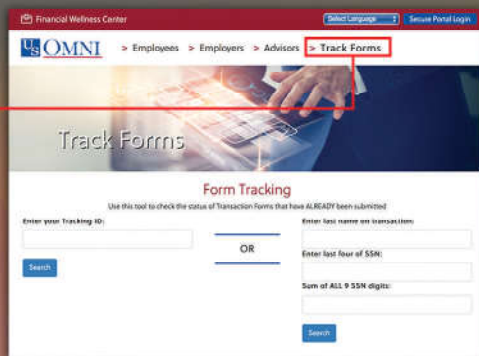 Financial Wellness Center
Select Language
Secure Portal Login
US OMNI
> Employees > Employers > Advisors > Track Forms
Track Forms
Form Tracking
Use this tool to check the status of Transaction Forms that have ALREADY been submitted
Enter your Tracking ID:
Search
OR
Enter last name on transaction:
Enter last four of SSN:
Sum of ALL 9 SSN digits:
Search